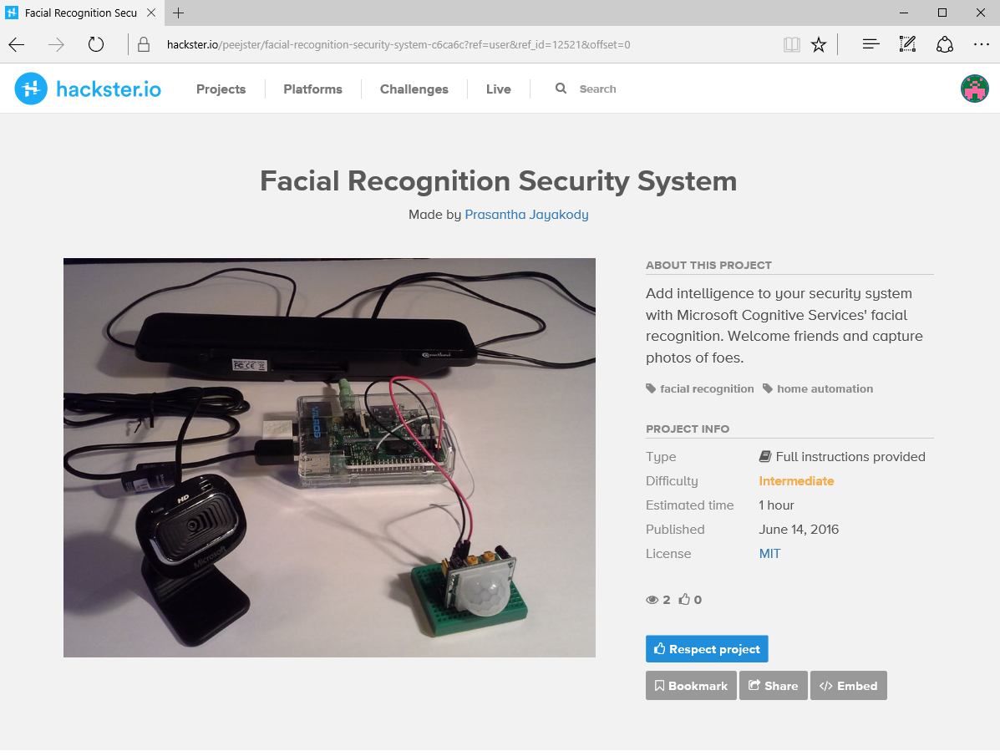 Facial Recognition Secu
hackster.io/peejster/facial-recognition-security-system-c6ca6c?ref=user&ref_id=12521&offset=0
hackster.io
Projects
Platforms
Challenges
Live
Search
Facial Recognition Security System
Made by Prasantha Jayakody
ABOUT THIS PROJECT
Add intelligence to your security system
with Microsoft Cognitive Services' facial
recognition. Welcome friends and capture
photos of foes.
facial recognition home automation
PROJECT INFO
Type Full instructions provided
Difficulty Intermediate
Estimated time 1 hour
Published June 14, 2016
License MIT
2 0
Respect project
Bookmark Share Embed
FC CE
VILROS
HD
Microsoft